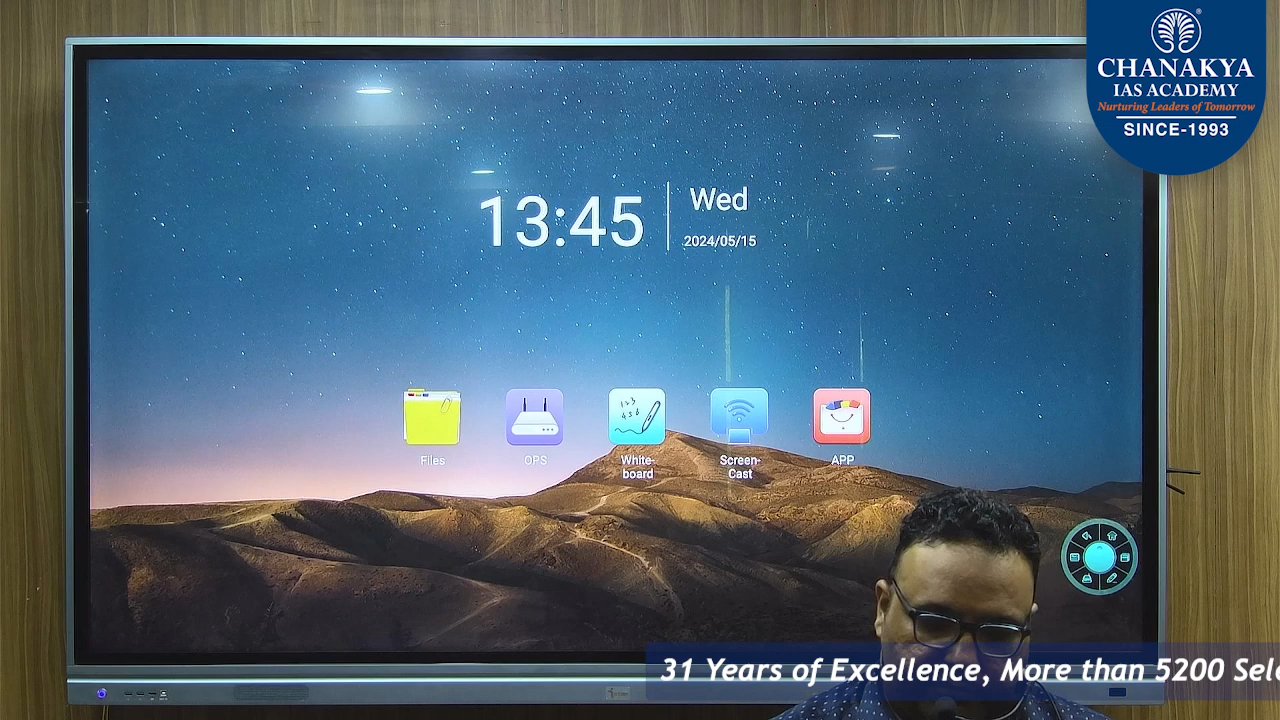 CHANAKYA
IAS ACADEMY
Nurturing Leaders of Tomorrow
SINCE-1993
13:45
Wed
2024/05/15
Files
OPS
White-
board
Screen-
Cast
APP
31 Years of Excellence, More than 5200